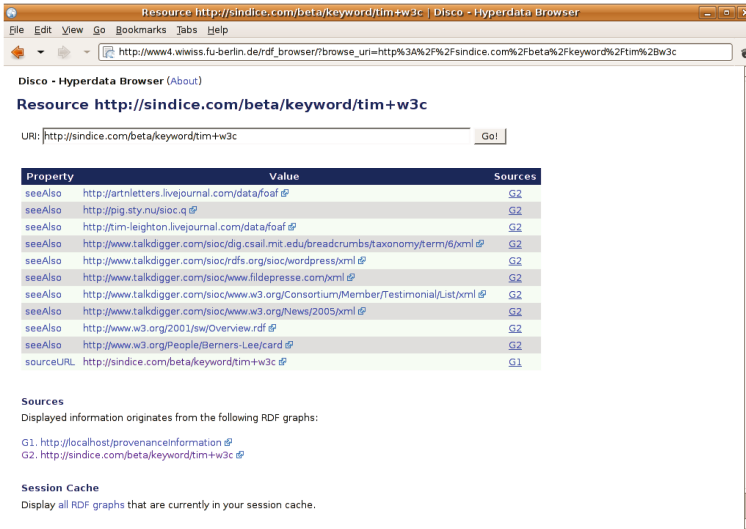 Resource http://sindice.com/beta/keyword/tim+w3c | Disco - Hyperdata Browser
File Edit View Go Bookmarks Tabs Help
http://www4.wiwiss.fu-berlin.de/rdf_browser/?browse_uri=http%3A%2F%2Fsindice.com%2Fbeta%2Fkeyword%2Ftim%2Bw3c
Disco - Hyperdata Browser (About)
Resource http://sindice.com/beta/keyword/tim+w3c
URI: http://sindice.com/beta/keyword/tim+w3c Go!
Property Value Sources
seeAlso http://artnletters.livejournal.com/data/foaf G2
seeAlso http://pig.sty.nu/sioc.q G2
seeAlso http://tim-leighton.livejournal.com/data/foaf G2
seeAlso http://www.talkdigger.com/sioc/dig.csail.mit.edu/breadcrumbs/taxonomy/term/6/xml G2
seeAlso http://www.talkdigger.com/sioc/rdfs.org/sioc/wordpress/xml G2
seeAlso http://www.talkdigger.com/sioc/www.fildepresse.com/xml G2
seeAlso http://www.talkdigger.com/sioc/www.w3.org/Consortium/Member/Testimonial/List/xml G2
seeAlso http://www.talkdigger.com/sioc/www.w3.org/News/2005/xml G2
seeAlso http://www.w3.org/2001/sw/Overview.rdf G2
seeAlso http://www.w3.org/People/Berners-Lee/card G2
sourceURL http://sindice.com/beta/keyword/tim+w3c G1
Sources
Displayed information originates from the following RDF graphs:
G1. http://localhost/provenanceInformation
G2. http://sindice.com/beta/keyword/tim+w3c
Session Cache
Display all RDF graphs that are currently in your session cache.